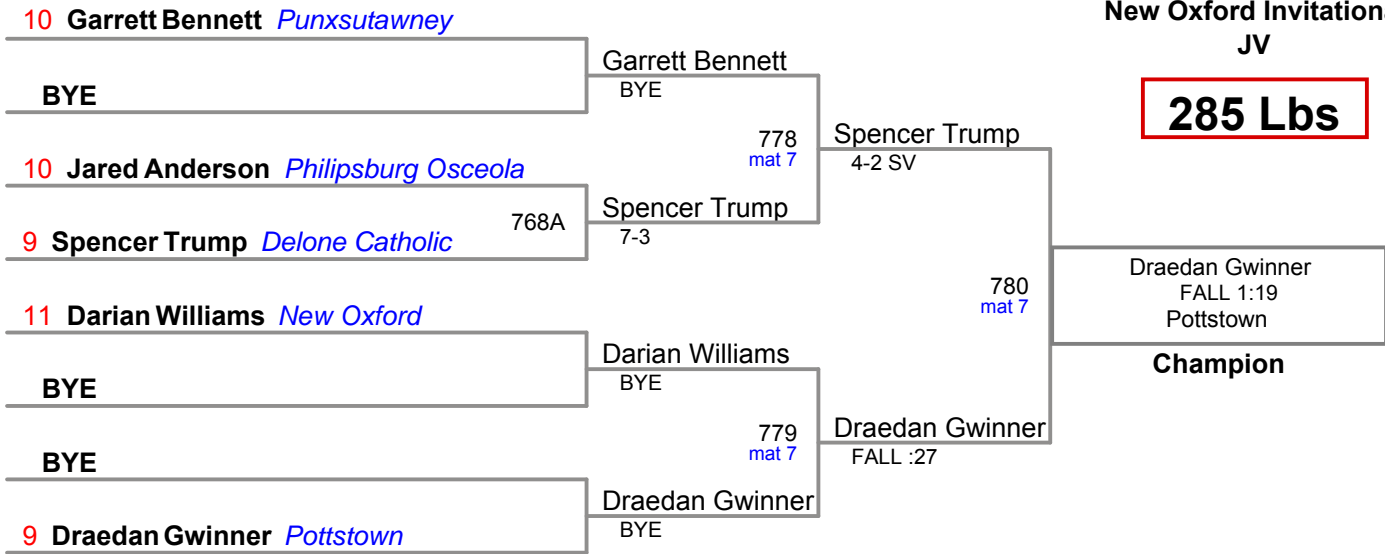 10 Garrett Bennett Punxsutawney
BYE
10 Jared Anderson Philipsburg Osceola
768A
9 Spencer Trump Delone Catholic
11 Darian Williams New Oxford
BYE
BYE
9 Draedan Gwinner Pottstown
Garrett Bennett
BYE
778
mat 7
Spencer Trump
7-3
Darian Williams
BYE
779
mat 7
Draedan Gwinner
BYE
Spencer Trump
4-2 SV
780
mat 7
Draedan Gwinner
FALL :27
New Oxford Invitationa
JV
285 Lbs
Draedan Gwinner
FALL 1:19
Pottstown
Champion